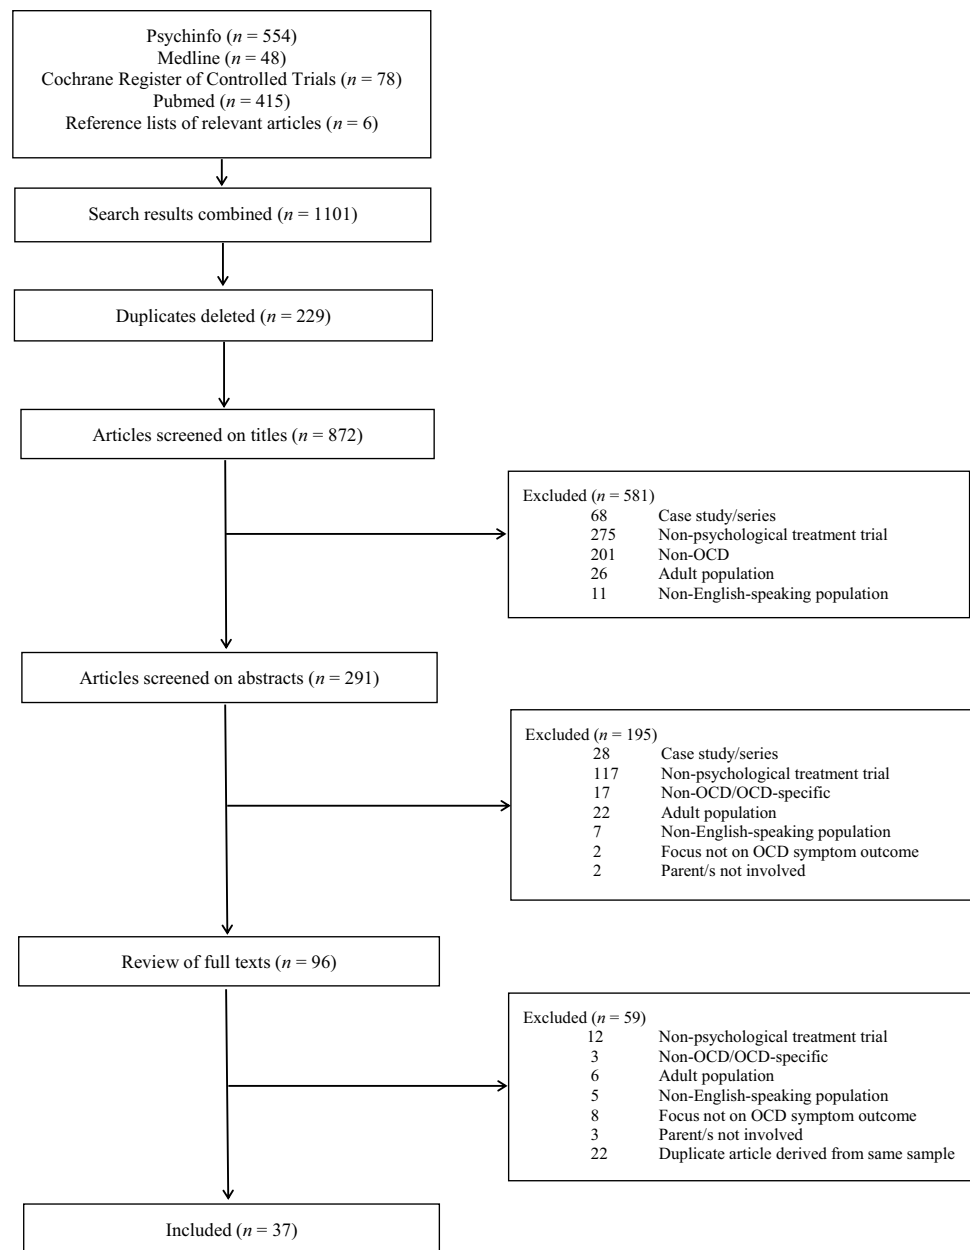 Psychinfo (n = 554)
Medline (n = 48)
Cochrane Register of Controlled Trials (n = 78)
Pubmed (n = 415)
Reference lists of relevant articles (n = 6)
Search results combined (n = 1101)
Duplicates deleted (n = 229)
Articles screened on titles (n = 872)
Excluded (n = 581)
68 Case study/series
275 Non-psychological treatment trial
201 Non-OCD
26 Adult population
11 Non-English-speaking population
Articles screened on abstracts (n = 291)
Excluded (n = 195)
28 Case study/series
117 Non-psychological treatment trial
17 Non-OCD/OCD-specific
22 Adult population
7 Non-English-speaking population
2 Focus not on OCD symptom outcome
2 Parent/s not involved
Review of full texts (n = 96)
Excluded (n = 59)
12 Non-psychological treatment trial
3 Non-OCD/OCD-specific
6 Adult population
5 Non-English-speaking population
8 Focus not on OCD symptom outcome
3 Parent/s not involved
22 Duplicate article derived from same sample
Included (n = 37)